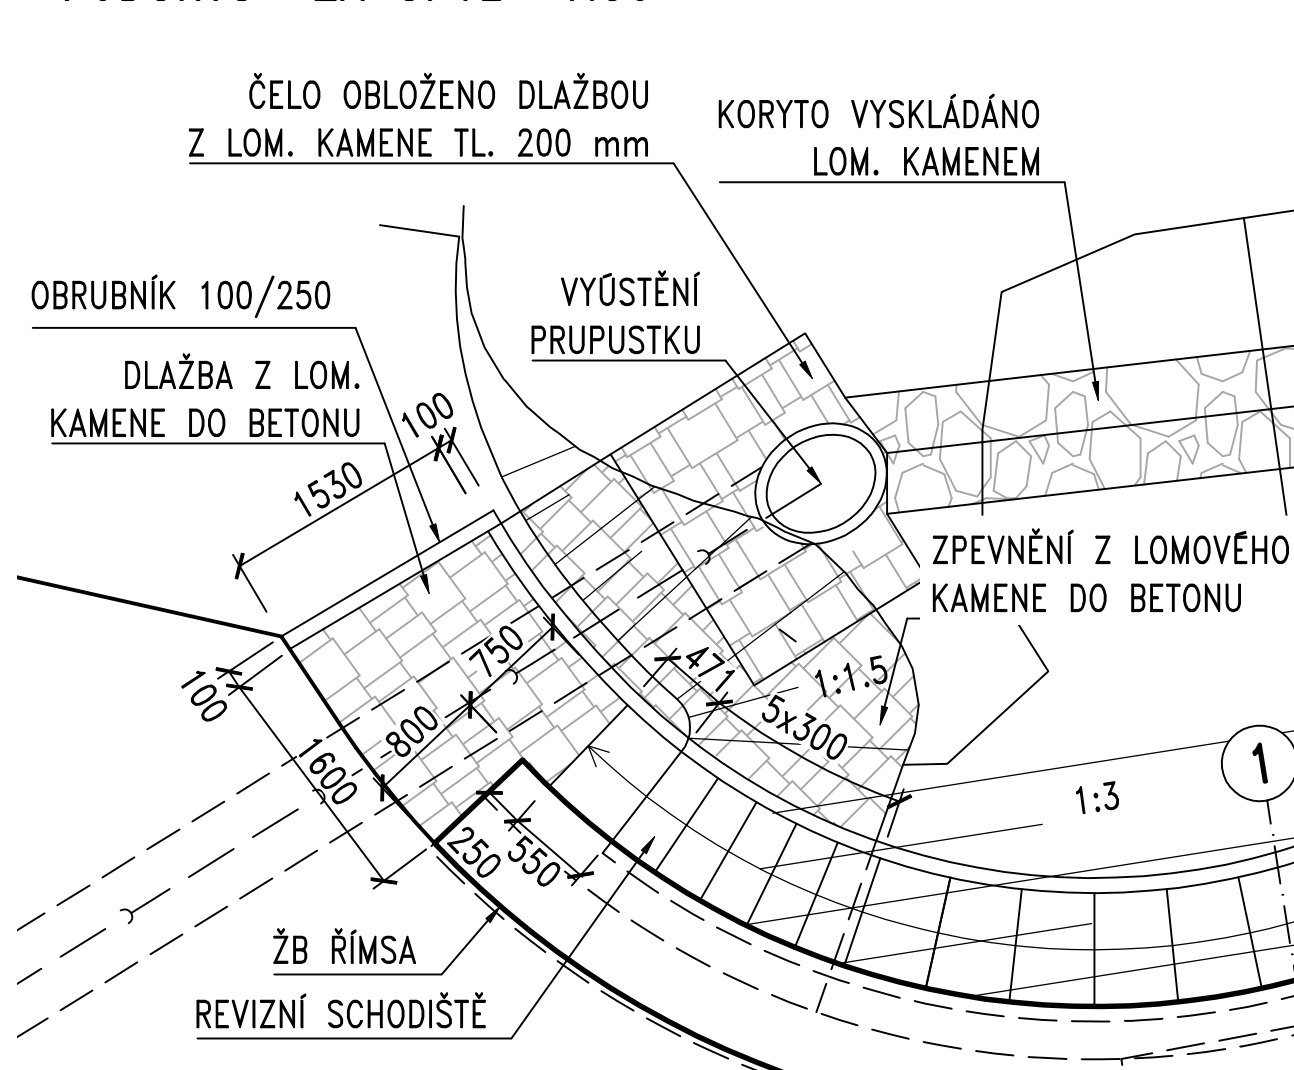 ČELO OBLOŽENO DLAŽBOU
Z LOM. KAMENE TL. 200 mm
KORYTO VYSKLÁDÁNO
LOM. KAMENEM
OBRUBNÍK 100/250
VYÚSTĚNÍ
PRUPUSTKU
DLAŽBA Z LOM.
KAMENE DO BETONU
100
1530
ZPEVNĚNÍ Z LOMOVÉHO
KAMENE DO BETONU
750
471
1:1.5
100
800
5x300
1600
1
1:3
250
550
ŽB ŘÍMSA
REVIZNÍ SCHODIŠTĚ